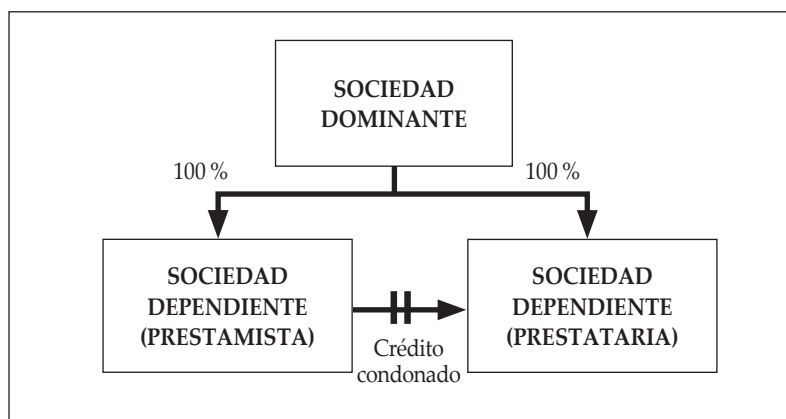 SOCIEDAD
DOMINANTE
100 %
100 %
SOCIEDAD
DEPENDIENTE
(PRESTAMISTA)
SOCIEDAD
DEPENDIENTE
(PRESTATARIA)
Crédito
condonado